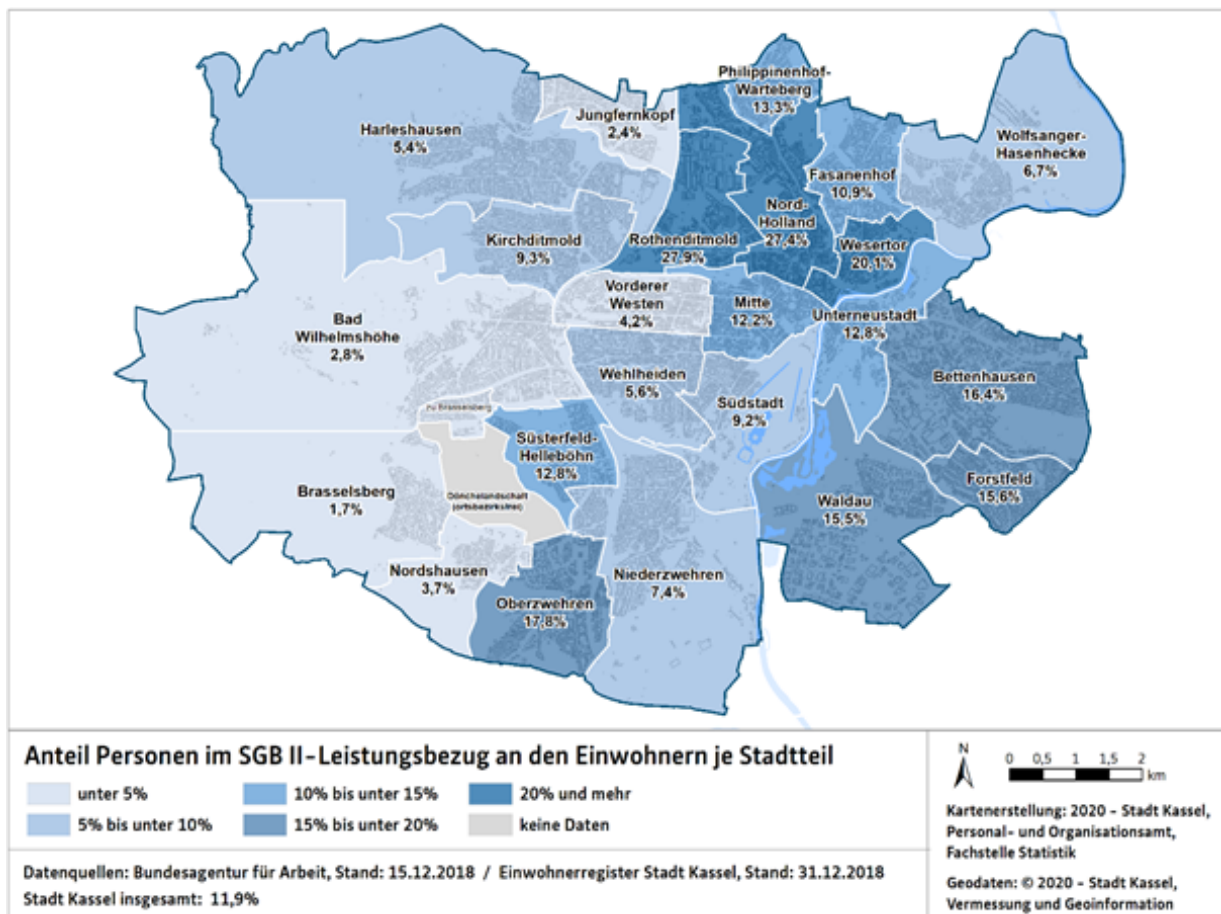 Philippinenhof-
Warteberg
13,3%
Jungfernkopf
2,4%
Harleshausen
5,4%
Wolfsanger-
Hasenhecke
6,7%
Fasanenhof
10,9%
Nord-
Holland
27,4%
Kirchditmold
9,3%
Rothenditmold
27,9%
Wesertor
20,1%
Vorderer
Westen
4,2%
Mitte
12,2%
Unterneustadt
12,8%
Bad
Wilhelmshöhe
2,8%
Wehlheiden
5,6%
Bettenhausen
16,4%
Südstadt
9,2%
zu Brasselsberg
Süsterfeld-
Helleböhn
12,8%
Forstfeld
15,6%
Brasselsberg
1,7%
Dönchelandschaft
(ortsbezirksfrei)
Waldau
15,5%
Nordshausen
3,7%
Niederzwehren
7,4%
Oberzwehren
17,8%
Anteil Personen im SGB II-Leistungsbezug an den Einwohnern je Stadtteil
unter 5%
10% bis unter 15%
20% und mehr
5% bis unter 10%
15% bis unter 20%
keine Daten
Datenquellen: Bundesagentur für Arbeit, Stand: 15.12.2018 / Einwohnerregister Stadt Kassel, Stand: 31.12.2018
Stadt Kassel insgesamt: 11,9%
N
0 0,5 1 1,5 2
km
Kartenerstellung: 2020 - Stadt Kassel,
Personal- und Organisationsamt,
Fachstelle Statistik
Geodaten: © 2020 - Stadt Kassel,
Vermessung und Geoinformation